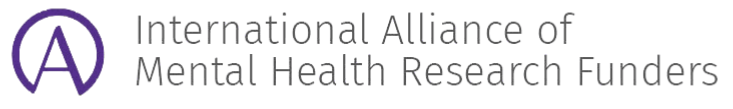 International Alliance of
Mental Health Research Funders